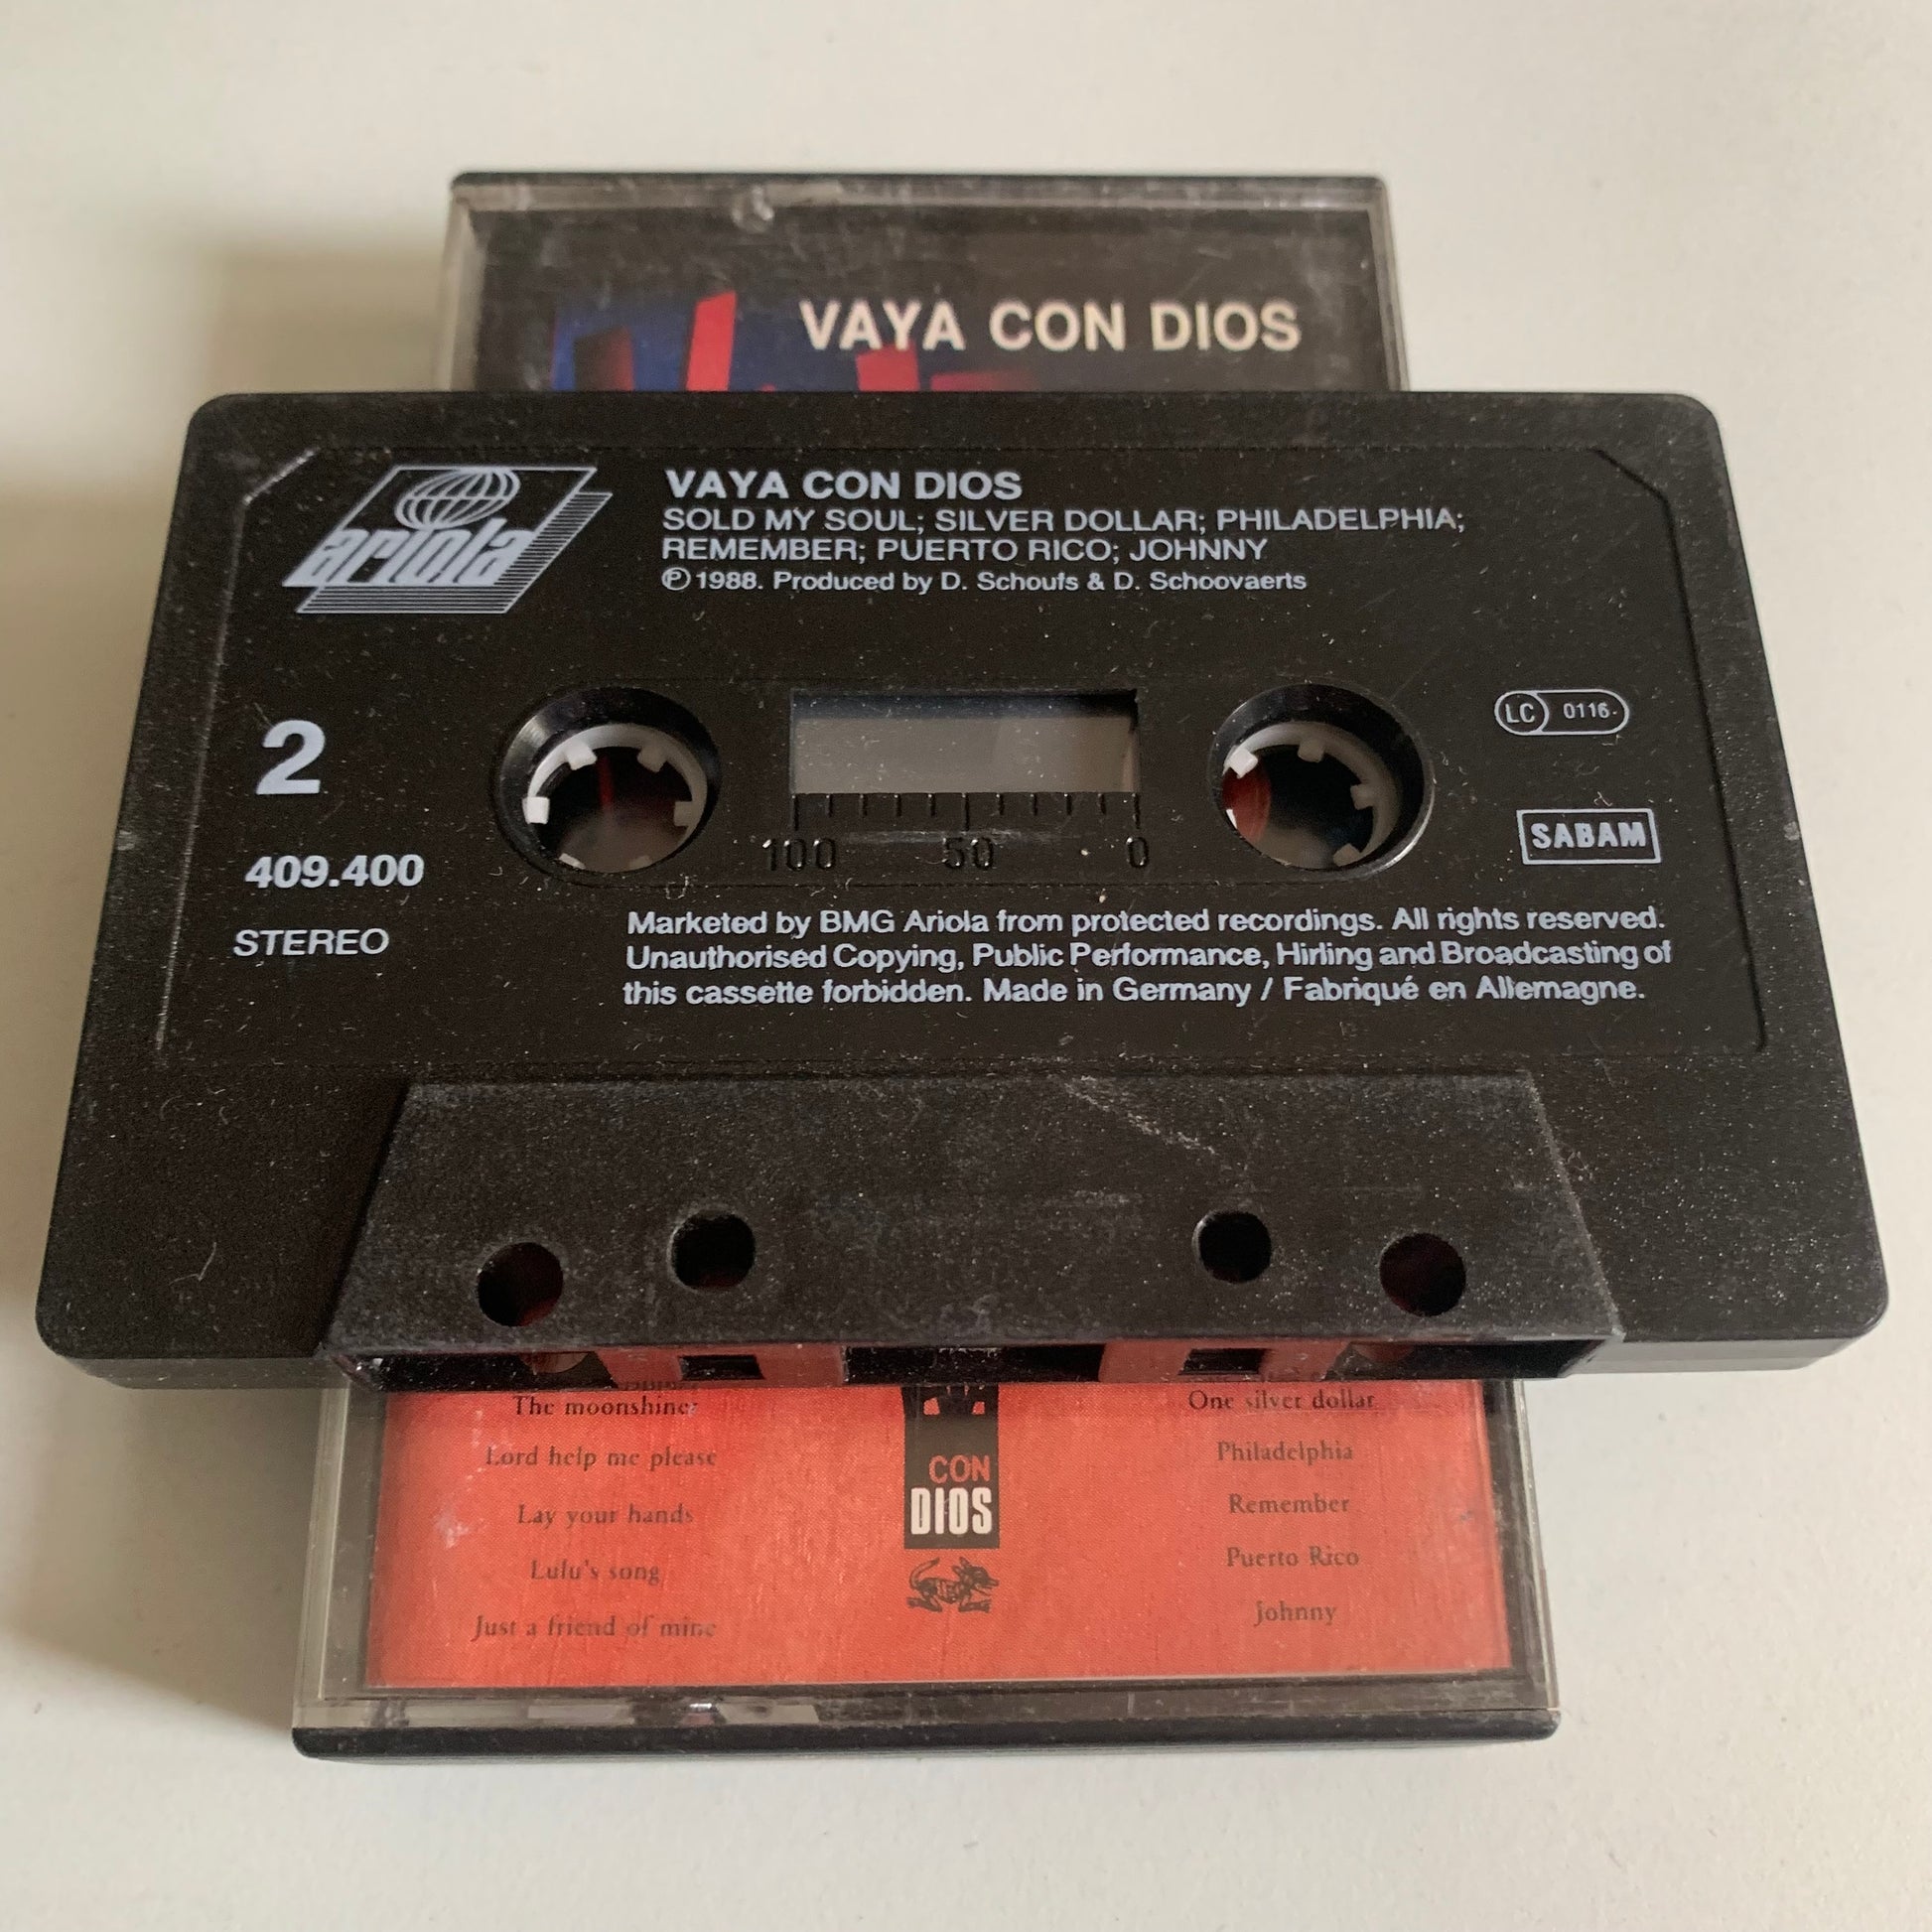 VAYA CON DIOS
ariola
VAYA CON DIOS
SOLD MY SOUL; SILVER DOLLAR; PHILADELPHIA;
REMEMBER; PUERTO RICO; JOHNNY
Ⓟ 1988. Produced by D. Schoufs & D. Schoovaerts
2
LC 0116
100 50 0
SABAM
409.400
STEREO
Marketed by BMG Ariola from protected recordings. All rights reserved.
Unauthorised Copying, Public Performance, Hirling and Broadcasting of
this cassette forbidden. Made in Germany / Fabriqué en Allemagne.
The moonshiner
Lord help me please
Lay your hands
Lulu's song
Just a friend of mine
CON
DIOS
One silver dollar
Philadelphia
Remember
Puerto Rico
Johnny